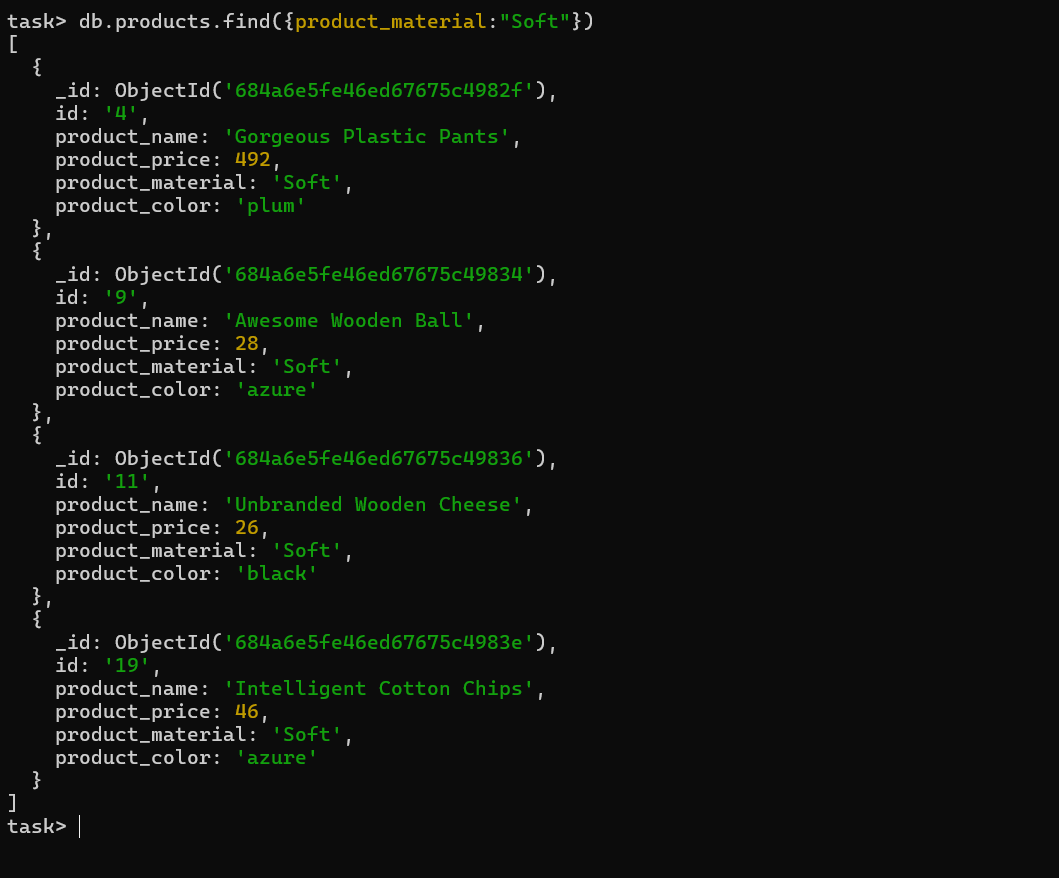 task> db.products.find({product_material:"Soft"})
[
  {
    _id: ObjectId('684a6e5fe46ed67675c4982f'),
    id: '4',
    product_name: 'Gorgeous Plastic Pants',
    product_price: 492,
    product_material: 'Soft',
    product_color: 'plum'
  },
  {
    _id: ObjectId('684a6e5fe46ed67675c49834'),
    id: '9',
    product_name: 'Awesome Wooden Ball',
    product_price: 28,
    product_material: 'Soft',
    product_color: 'azure'
  },
  {
    _id: ObjectId('684a6e5fe46ed67675c49836'),
    id: '11',
    product_name: 'Unbranded Wooden Cheese',
    product_price: 26,
    product_material: 'Soft',
    product_color: 'black'
  },
  {
    _id: ObjectId('684a6e5fe46ed67675c4983e'),
    id: '19',
    product_name: 'Intelligent Cotton Chips',
    product_price: 46,
    product_material: 'Soft',
    product_color: 'azure'
  }
]
task>